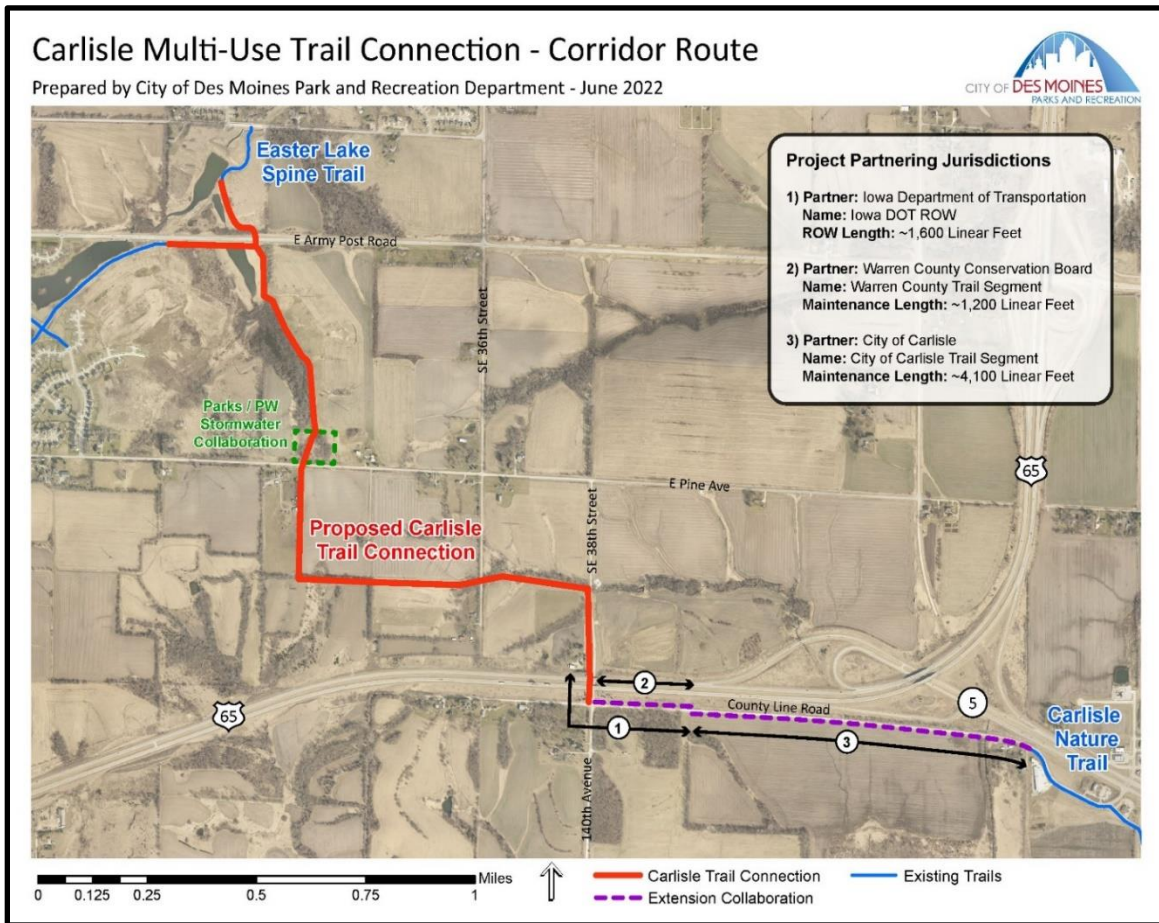 Carlisle Multi-Use Trail Connection - Corridor Route
Prepared by City of Des Moines Park and Recreation Department - June 2022
CITY OF DES MOINES
PARKS AND RECREATION
Project Partnering Jurisdictions
1) Partner: Iowa Department of Transportation
Name: Iowa DOT ROW
ROW Length: ~1,600 Linear Feet
2) Partner: Warren County Conservation Board
Name: Warren County Trail Segment
Maintenance Length: ~1,200 Linear Feet
3) Partner: City of Carlisle
Name: City of Carlisle Trail Segment
Maintenance Length: ~4,100 Linear Feet
Easter Lake
Spine Trail
E Army Post Road
SE 36th Street
Parks / PW
Stormwater
Collaboration
65
E Pine Ave
SE 38th Street
Proposed Carlisle
Trail Connection
2
65
County Line Road
5
1
3
Carlisle
Nature
Trail
140th Avenue
Miles
0 0.125 0.25 0.5 0.75 1
Carlisle Trail Connection
Existing Trails
Extension Collaboration